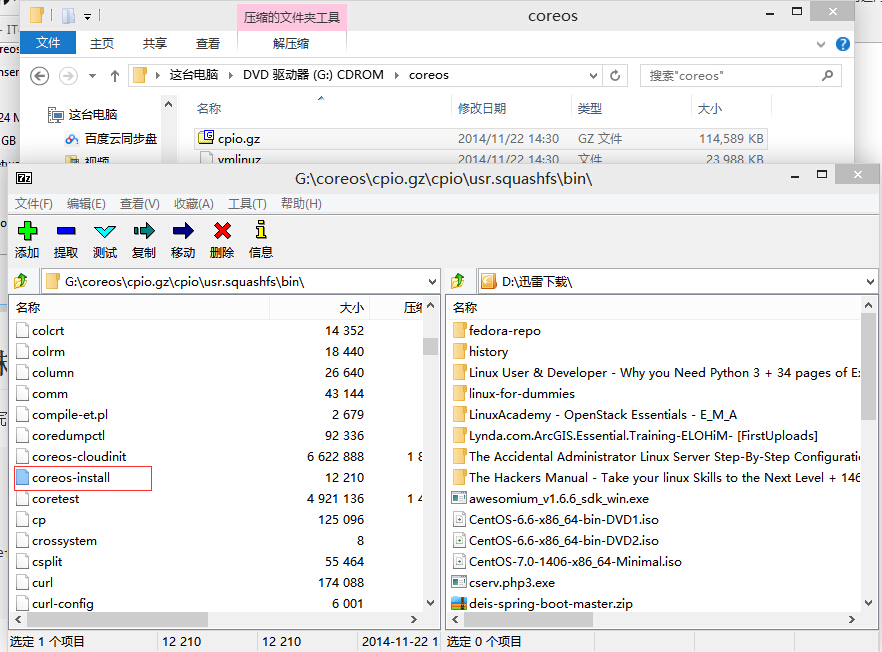 压缩的文件夹工具
coreos
文件 主页 共享 查看 解压缩
这台电脑 DVD 驱动器 (G:) CDROM coreos
搜索"coreos"
这台电脑
名称 修改日期 类型 大小
百度云同步盘
cpio.gz 2014/11/22 14:30 GZ 文件 114,589 KB
视频
vmlinuz 2014/11/22 14:30 文件 23,988 KB
G:\coreos\cpio.gz\cpio\usr.squashfs\bin\
文件(F) 编辑(E) 查看(V) 收藏(A) 工具(T) 帮助(H)
添加 提取 测试 复制 移动 删除 信息
G:\coreos\cpio.gz\cpio\usr.squashfs\bin\
名称 大小 压缩
colcrt 14 352
colrm 18 440
column 26 640
comm 43 144
compile-et.pl 2 679
coredumpctl 92 336
coreos-cloudinit 6 622 888 1 8
coreos-install 12 210
coretest 4 921 136 1 4
cp 125 096
crossystem 8
csplit 55 464
curl 174 088
curl-config 6 001
选定 1 个项目 12 210 12 210 2014-11-22 1
D:\迅雷下载\
名称
fedora-repo
history
Linux User & Developer - Why you Need Python 3 + 34 pages of Ex
linux-for-dummies
LinuxAcademy - OpenStack Essentials - E_M_A
Lynda.com.ArcGIS.Essential.Training-ELOHiM- [FirstUploads]
The Accidental Administrator Linux Server Step-By-Step Configuratio
The Hackers Manual - Take your linux Skills to the Next Level + 146
awesomium_v1.6.6_sdk_win.exe
CentOS-6.6-x86_64-bin-DVD1.iso
CentOS-6.6-x86_64-bin-DVD2.iso
CentOS-7.0-1406-x86_64-Minimal.iso
cserv.php3.exe
deis-spring-boot-master.zip
选定 0 个项目